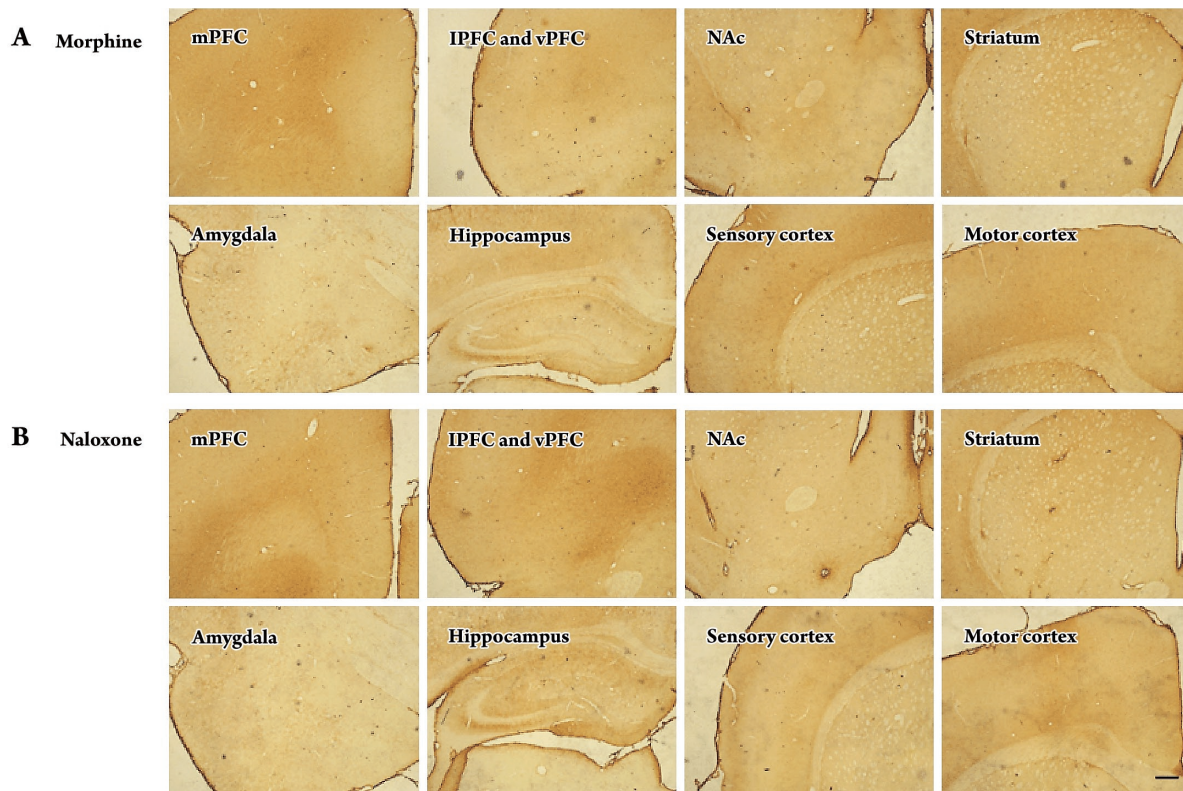 A Morphine
mPFC
lPFC and vPFC
NAc
Striatum
Amygdala
Hippocampus
Sensory cortex
Motor cortex
B Naloxone
mPFC
lPFC and vPFC
NAc
Striatum
Amygdala
Hippocampus
Sensory cortex
Motor cortex